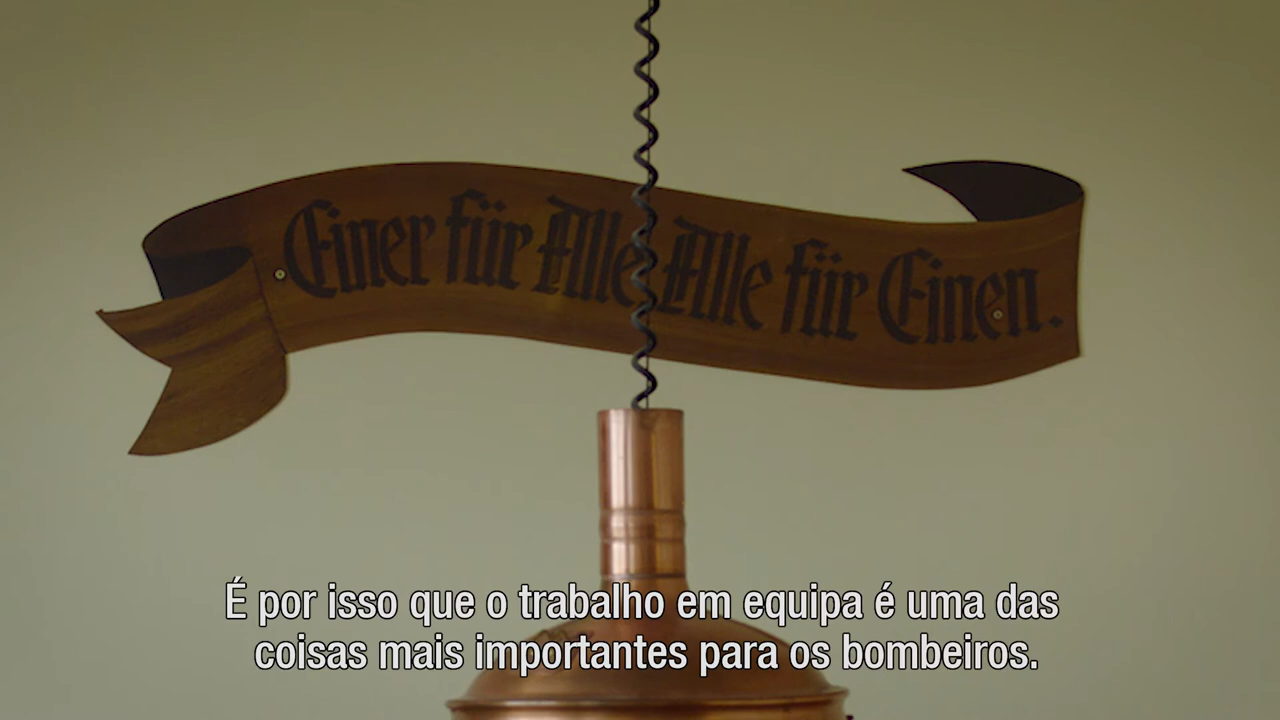 Einer für Alle Alle für Einen.
É por isso que o trabalho em equipa é uma das
coisas mais importantes para os bombeiros.